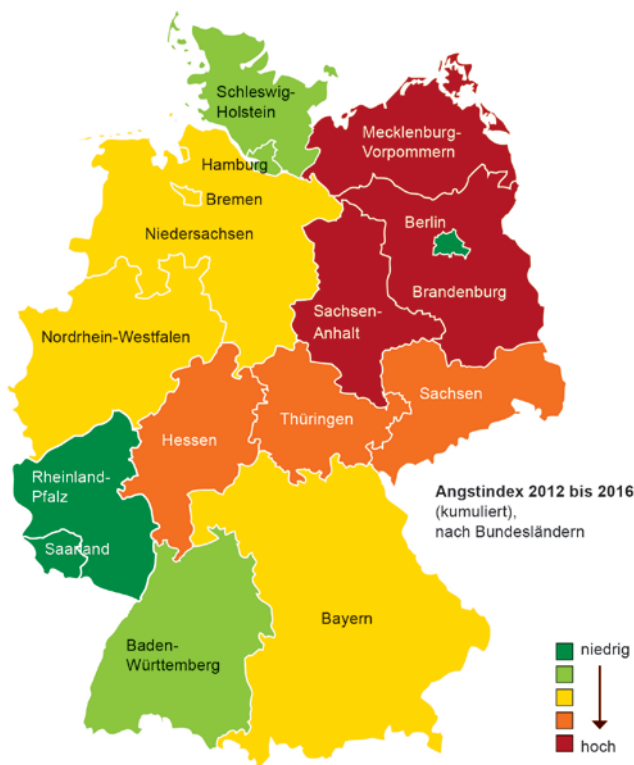 Schleswig-
Holstein
Mecklenburg-
Vorpommern
Hamburg
Bremen
Berlin
Niedersachsen
Brandenburg
Sachsen-
Anhalt
Nordrhein-Westfalen
Sachsen
Thüringen
Hessen
Rheinland-
Pfalz
Saarland
Angstindex 2012 bis 2016
(kumuliert),
nach Bundesländern
Bayern
Baden-
Württemberg
niedrig
hoch